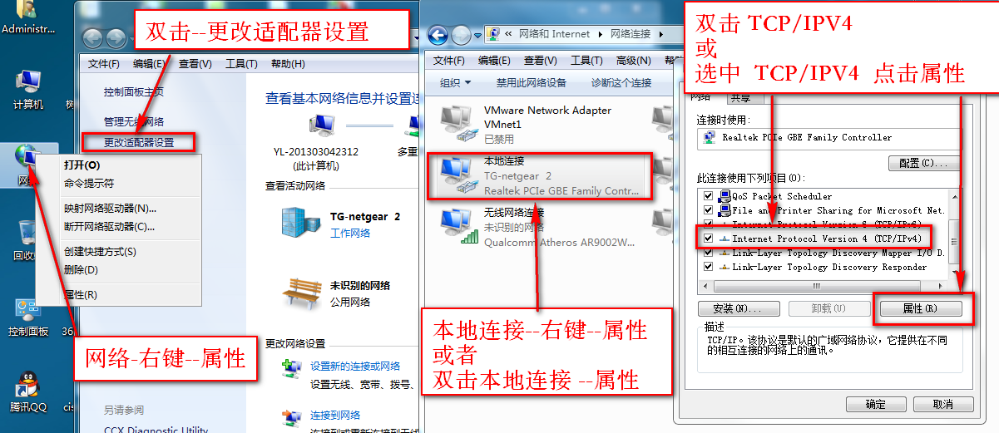 Administr...
计算机
网
回收
控制面板
36
腾讯QQ
cis
双击--更改适配器设置
文件(F) 编辑(E) 查看(V) 工具(T) 帮助(H)
控制面板主页
管理无线网络
更改适配器设置
打开(O)
命令提示符
映射网络驱动器(N)...
断开网络驱动器(C)...
创建快捷方式(S)
删除(D)
属性(R)
网络-右键--属性
另请参阅
CCX Diagnostic Utility
查看基本网络信息并设置连
YL-201303042312
(此计算机)
多重
查看活动网络
TG-netgear 2
工作网络
未识别的网络
公用网络
更改网络设置
设置新的连接或网络
设置无线、宽带、拨号、
连接到网络
连接到或重新连接到无线
« 网络和 Internet ▸ 网络连接 ▸
文件(F) 编辑(E) 查看(V) 工具(T) 高级(N)
组织 禁用此网络设备 诊断这个连接
VMware Network Adapter
VMnet1
已禁用
本地连接
TG-netgear 2
Realtek PCIe GBE Family Contr...
无线网络连接
未识别的网络
Qualcomm Atheros AR9002W...
本地连接--右键--属性
或者
双击本地连接 --属性
双击 TCP/IPV4
或
选中 TCP/IPV4 点击属性
网络 共享
连接时使用:
Realtek PCIe GBE Family Controller
配置(C)...
此连接使用下列项目(O):
QoS Packet Scheduler
File and Printer Sharing for Microsoft Net.
Internet Protocol Version 6 (TCP/IPv6)
Internet Protocol Version 4 (TCP/IPv4)
Link-Layer Topology Discovery Mapper I/O D.
Link-Layer Topology Discovery Responder
安装(N)... 卸载(U) 属性(R)
描述
TCP/IP。该协议是默认的广域网络协议，它提供在不同
的相互连接的网络上的通讯。
确定 取消